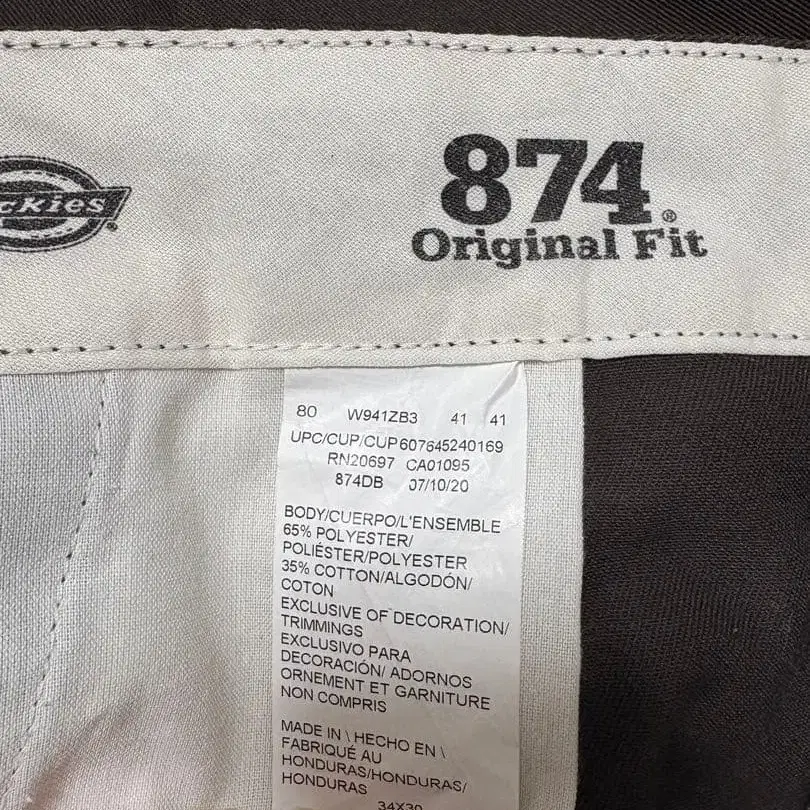 ckies
874®
Original Fit
80 W941ZB3 41 41
UPC/CUP/CUP607645240169
RN20697 CA01095
874DB 07/10/20
BODY/CUERPO/L'ENSEMBLE
65% POLYESTER/
POLIÉSTER/POLYESTER
35% COTTON/ALGODÓN/
COTON
EXCLUSIVE OF DECORATION/
TRIMMINGS
EXCLUSIVO PARA
DECORACIÓN/ ADORNOS
ORNEMENT ET GARNITURE
NON COMPRIS
MADE IN \ HECHO EN \
FABRIQUÉ AU
HONDURAS/HONDURAS/
HONDURAS
34X30